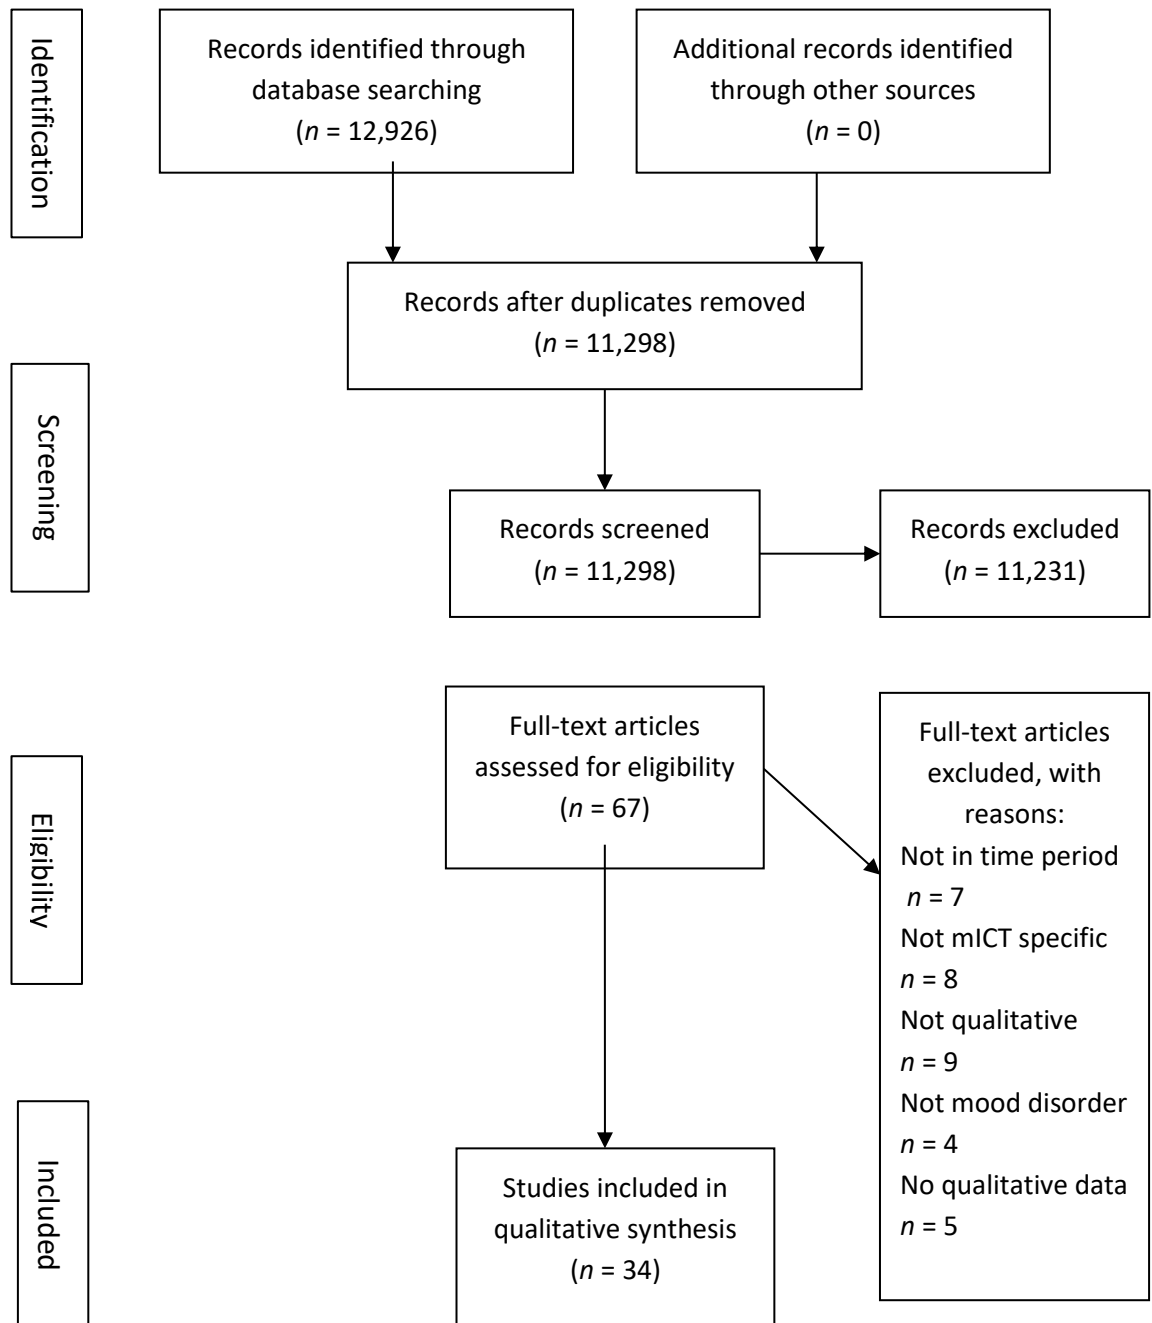 Identification
Records identified through
database searching
(n = 12,926)
Additional records identified
through other sources
(n = 0)
Records after duplicates removed
(n = 11,298)
Screening
Records screened
(n = 11,298)
Records excluded
(n = 11,231)
Eligibility
Full-text articles
assessed for eligibility
(n = 67)
Full-text articles
excluded, with
reasons:
Not in time period
n = 7
Not mICT specific
n = 8
Not qualitative
n = 9
Not mood disorder
n = 4
No qualitative data
n = 5
Included
Studies included in
qualitative synthesis
(n = 34)